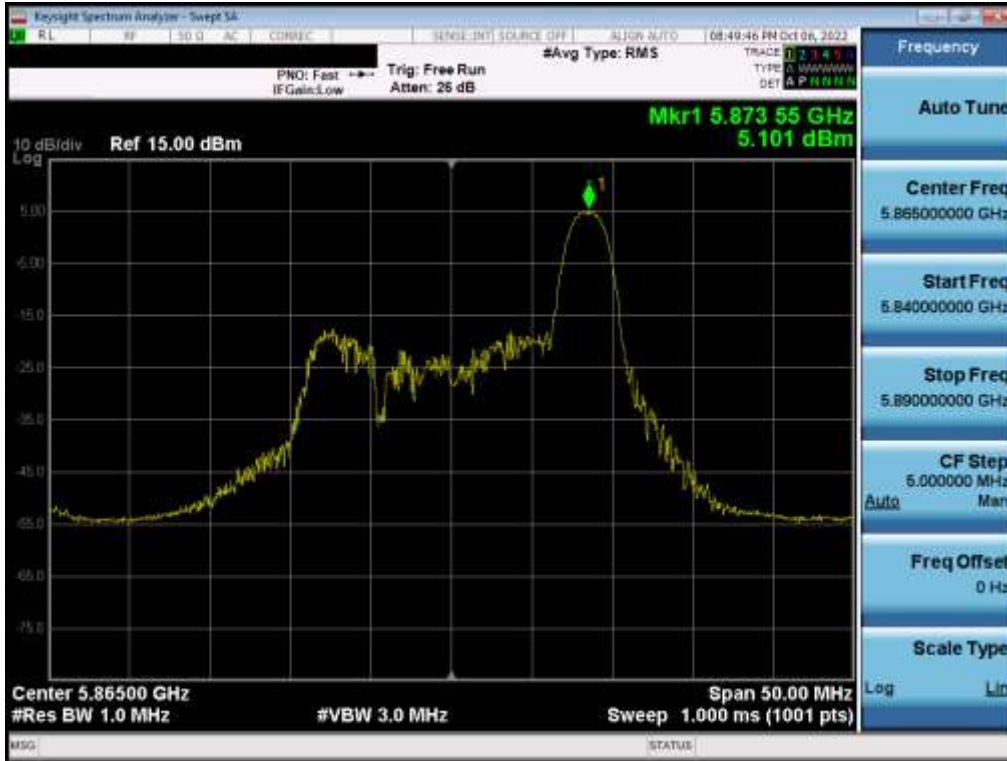 Keysight Spectrum Analyzer - Swept SA
RL RF 50 Ω AC CORREC SENSE:INT SOURCE OFF ALIGN AUTO 08:49:46 PM Oct 06, 2022
Frequency
#Avg Type: RMS
TRACE 1 2 3 4 5 6
PNO: Fast Trig: Free Run
TYPE A WWWWW
IFGain:Low Atten: 26 dB
DET A P N N N N
Auto Tune
Mkr1 5.873 55 GHz
5.101 dBm
10 dB/div Ref 15.00 dBm
Log
1
Center Freq
5.865000000 GHz
5.00
-5.00
Start Freq
5.840000000 GHz
-15.0
-25.0
Stop Freq
5.890000000 GHz
-35.0
-45.0
CF Step
5.000000 MHz
Auto Man
-55.0
Freq Offset
0 Hz
-65.0
-75.0
Scale Type
Log Lin
Center 5.86500 GHz Span 50.00 MHz
#Res BW 1.0 MHz #VBW 3.0 MHz Sweep 1.000 ms (1001 pts)
MSG STATUS